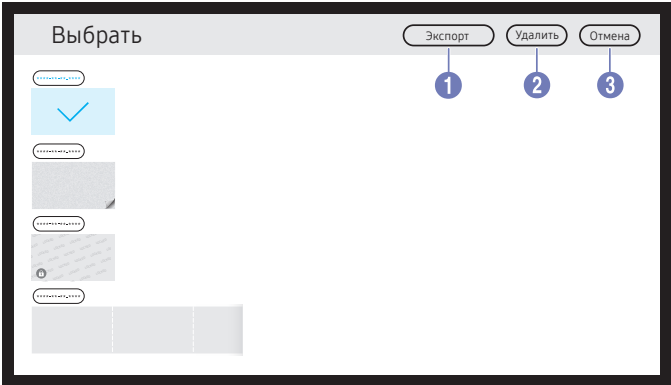 Выбрать
Экспорт
Удалить
Отмена
1
2
3